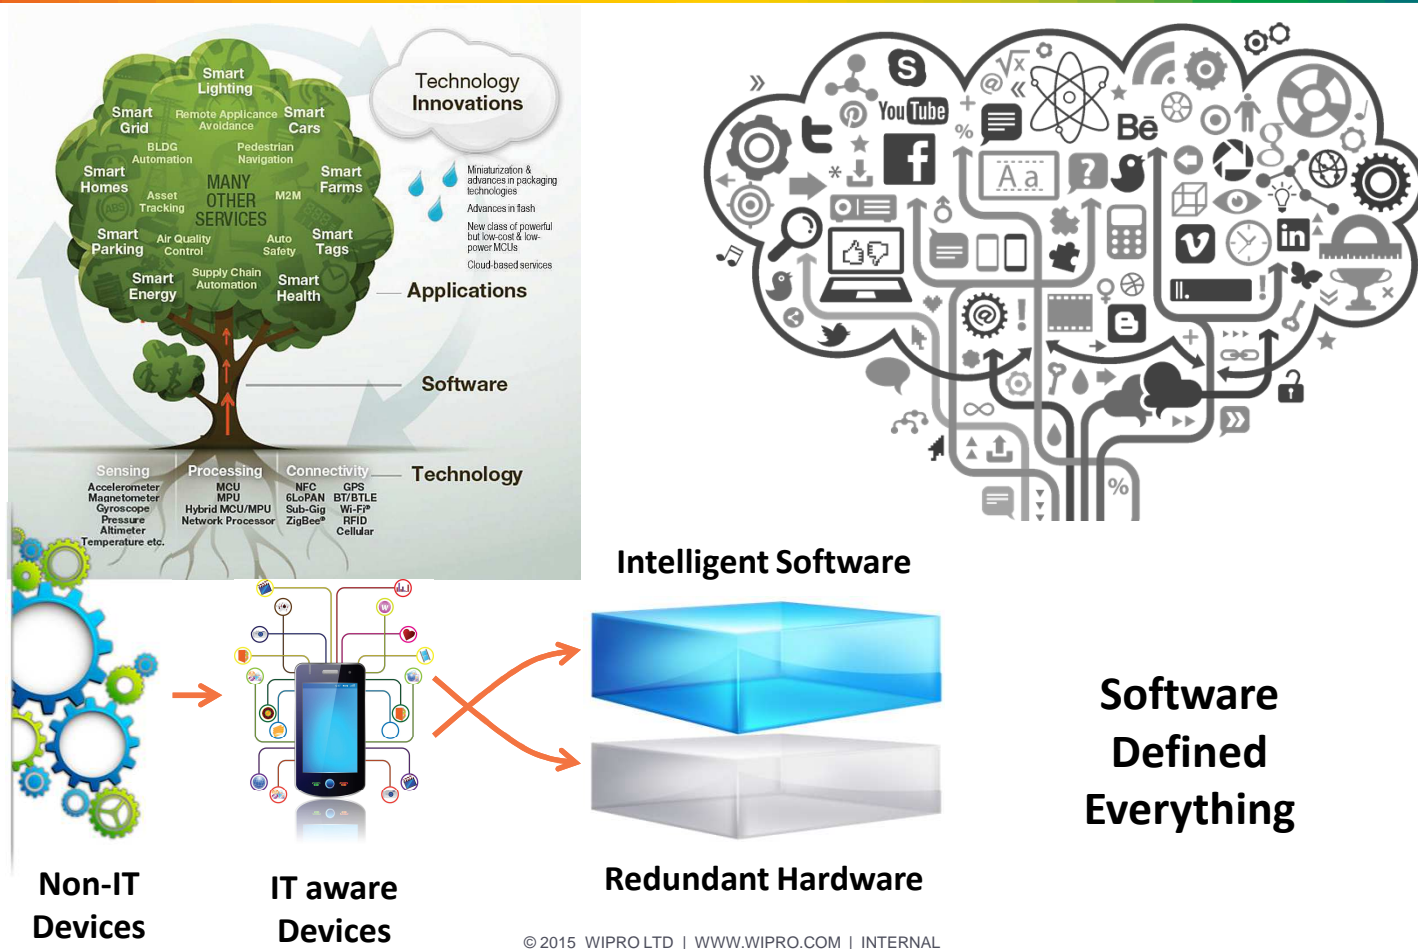 Technology
Innovations
Miniaturization &
advances in packaging
technologies
Advances in flash
New class of powerful
but low-cost & low-
power MCUs
Cloud-based services
Smart
Lighting
Smart
Grid
Remote Applicance
Avoidance
Smart
Cars
BLDG
Automation
Pedestrian
Navigation
Smart
Homes
MANY
OTHER
SERVICES
Smart
Farms
Asset
Tracking
M2M
ABS
Smart
Parking
Air Quality
Control
Auto
Safety
Smart
Tags
Smart
Energy
Supply Chain
Automation
Smart
Health
Applications
Software
Technology
Sensing
Accelerometer
Magnetometer
Gyroscope
Pressure
Altimeter
Temperature etc.
Processing
MCU
MPU
Hybrid MCU/MPU
Network Processor
Connectivity
NFC GPS
6LoPAN BT/BTLE
Sub-Gig Wi-Fi®
ZigBee® RFID
Cellular
S
√x
@
You Tube
+
%
Bē
t
f
*
Aa
?
g
in
V
@
!
!
B
+
%
W
Intelligent Software
Redundant Hardware
Software
Defined
Everything
Non-IT
Devices
IT aware
Devices
© 2015 WIPRO LTD | WWW.WIPRO.COM | INTERNAL